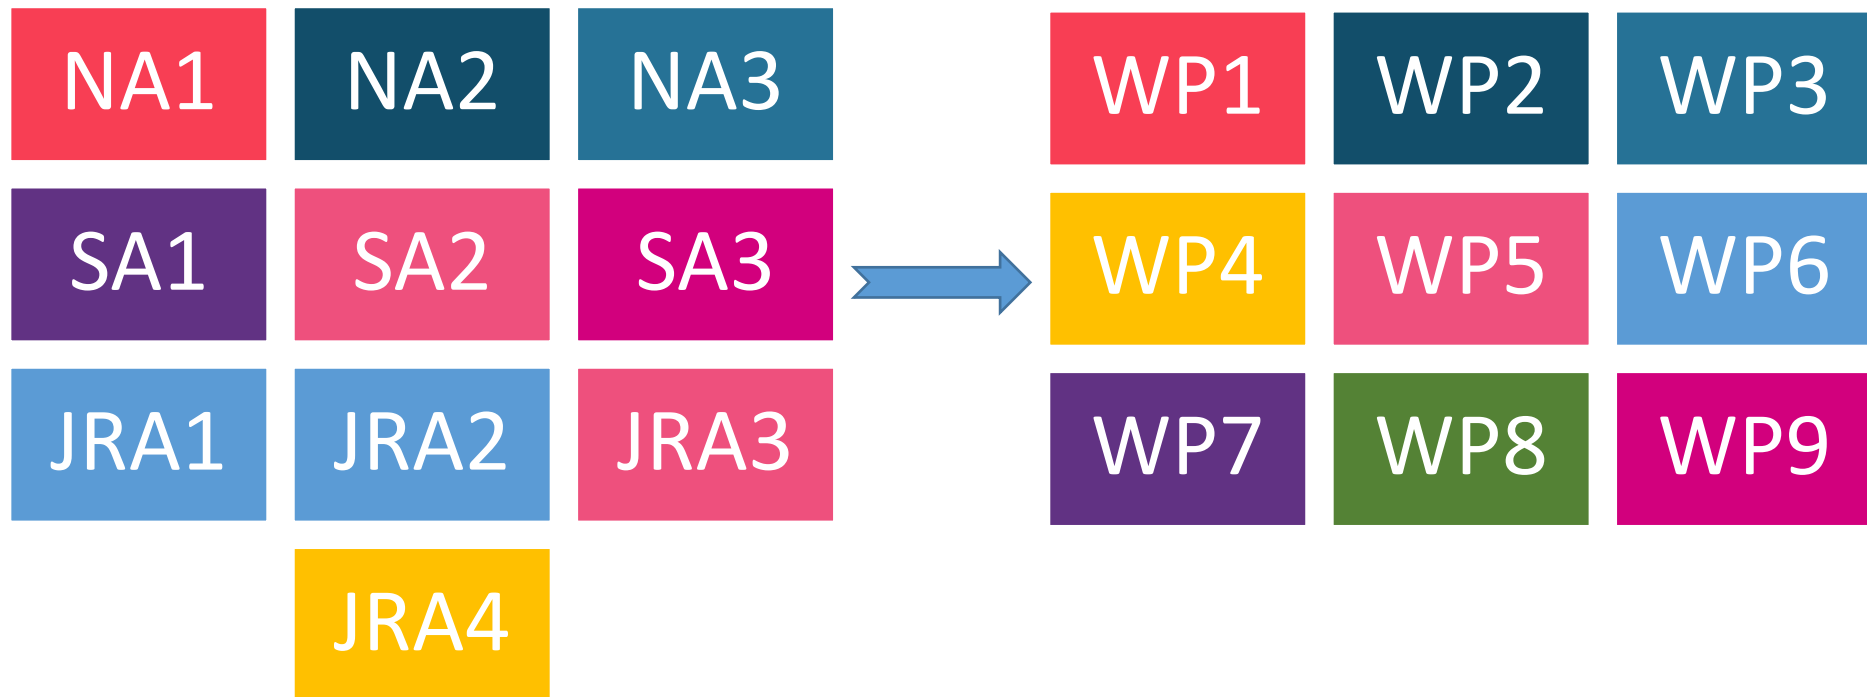 NA1 NA2 NA3
SA1 SA2 SA3
JRA1 JRA2 JRA3
JRA4
WP1 WP2 WP3
WP4 WP5 WP6
WP7 WP8 WP9